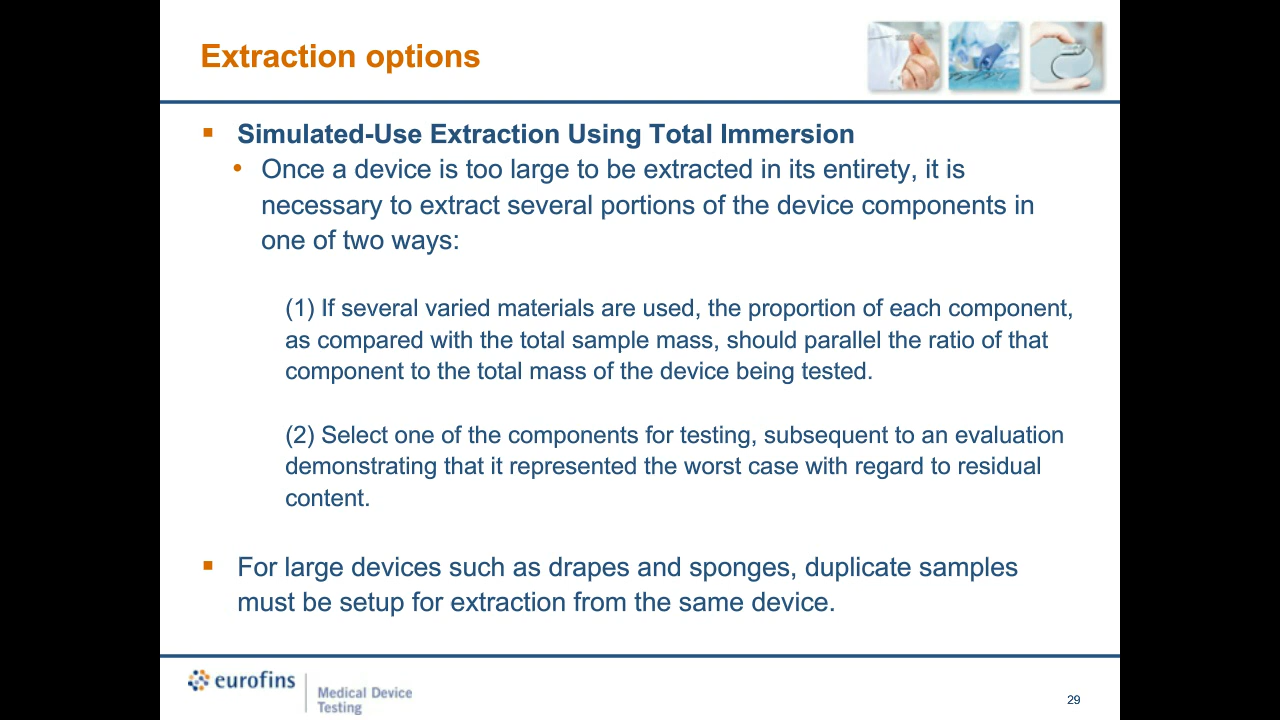 Extraction options
Simulated-Use Extraction Using Total Immersion
Once a device is too large to be extracted in its entirety, it is
necessary to extract several portions of the device components in
one of two ways:
(1) If several varied materials are used, the proportion of each component,
as compared with the total sample mass, should parallel the ratio of that
component to the total mass of the device being tested.
(2) Select one of the components for testing, subsequent to an evaluation
demonstrating that it represented the worst case with regard to residual
content.
For large devices such as drapes and sponges, duplicate samples
must be setup for extraction from the same device.
eurofins
Medical Device
Testing
29